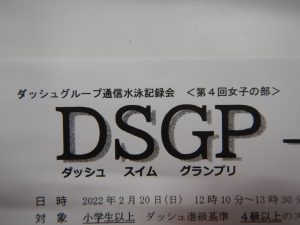 ダッシュグループ通信水泳記録会 <第4回女子の部>
DSGP
ダッシュ スイム グランプリ
日 時 2022年2月20日(日) 12時10分～13時30分
対 象 小学生以上 ダッシュ進級基準 4級以上の